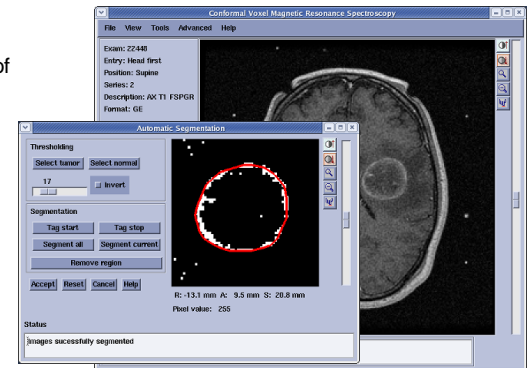 of
Conformal Voxel Magnetic Resonance Spectroscopy
File View Tools Advanced Help
Exam: 22448
Entry: Head first
Position: Supine
Series: 2
Description: AX T1 FSPGR
Format: GE
Automatic Segmentation
Thresholding
Select tumor Select normal
17
Invert
Segmentation
Tag start Tag stop
Segment all Segment current
Remove region
Accept Reset Cancel Help
R: -13.1 mm A: 9.5 mm S: 20.8 mm
Pixel value: 255
Status
Images sucessfully segmented